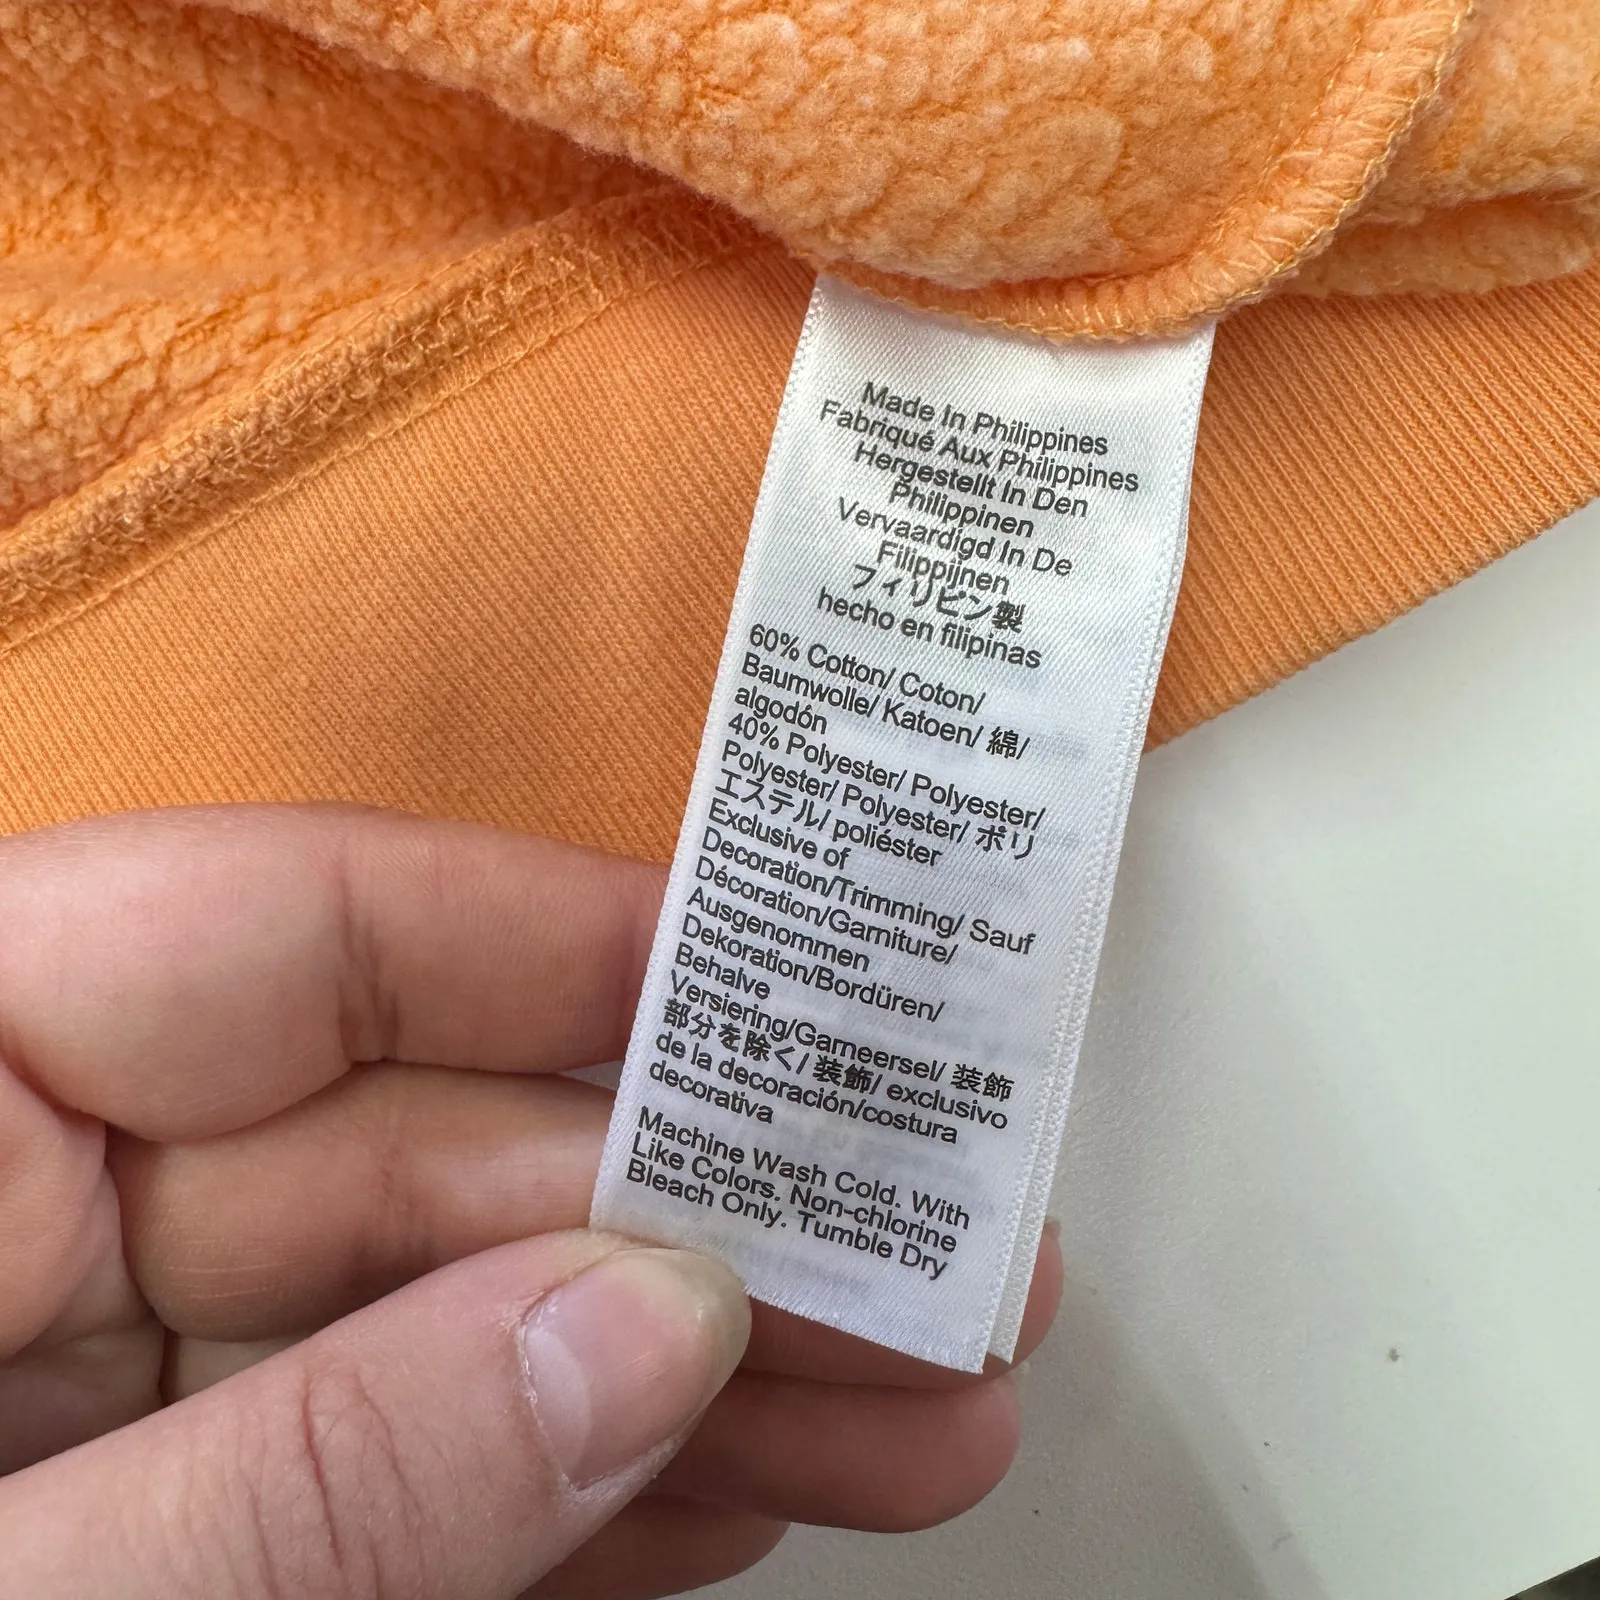 Made In Philippines
Fabriqué Aux Philippines
Hergestellt In Den
Philippinen
Vervaardigd In De
Filippijnen
フィリピン製
hecho en filipinas
60% Cotton/ Coton/
Baumwolle/ Katoen/ 綿/
algodón
40% Polyester/ Polyester/
Polyester/ Polyester/ ポリ
エステル/ poliéster
Exclusive of
Decoration/Trimming/ Sauf
Décoration/Garniture/
Ausgenommen
Dekoration/Bordüren/
Behalve
Versiering/Garneersel/ 装飾
部分を除く/ 装飾/ exclusivo
de la decoración/costura
decorativa
Machine Wash Cold. With
Like Colors. Non-chlorine
Bleach Only. Tumble Dry